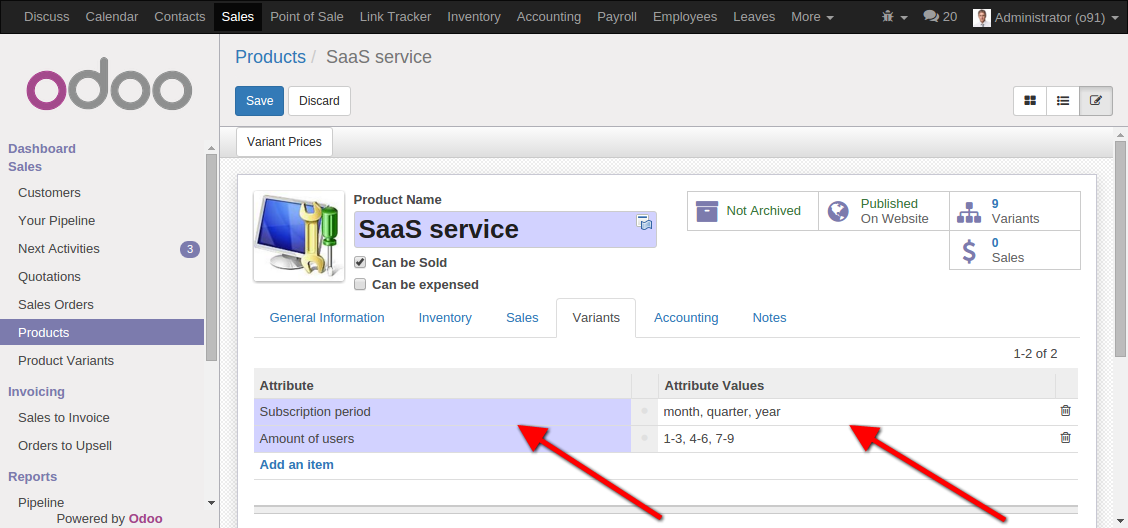 Discuss Calendar Contacts Sales Point of Sale Link Tracker Inventory Accounting Payroll Employees Leaves More 20 Administrator (o91)
odoo
Dashboard
Sales
Customers
Your Pipeline
Next Activities 3
Quotations
Sales Orders
Products
Product Variants
Invoicing
Sales to Invoice
Orders to Upsell
Reports
Pipeline
Powered by Odoo
Products / SaaS service
Save Discard
Variant Prices
Product Name
SaaS service
Can be Sold
Can be expensed
Not Archived
Published
On Website
9
Variants
0
Sales
$
General Information Inventory Sales Variants Accounting Notes
1-2 of 2
Attribute Attribute Values
Subscription period month, quarter, year
Amount of users 1-3, 4-6, 7-9
Add an item